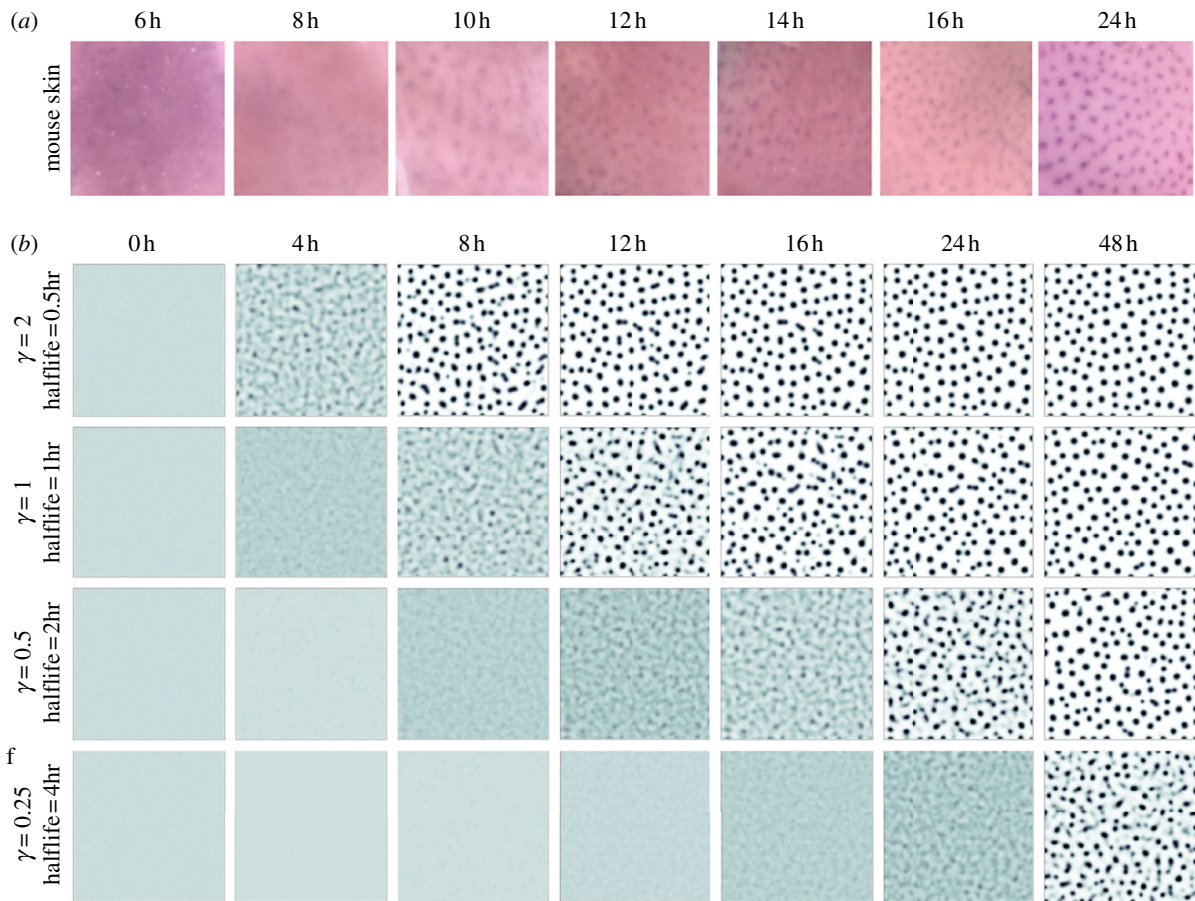 (a) 6 h 8 h 10 h 12 h 14 h 16 h 24 h
mouse skin
(b) 0 h 4 h 8 h 12 h 16 h 24 h 48 h
γ = 2
halflife = 0.5hr
γ = 1
halflife = 1hr
γ = 0.5
halflife = 2hr
f
γ = 0.25
halflife = 4hr